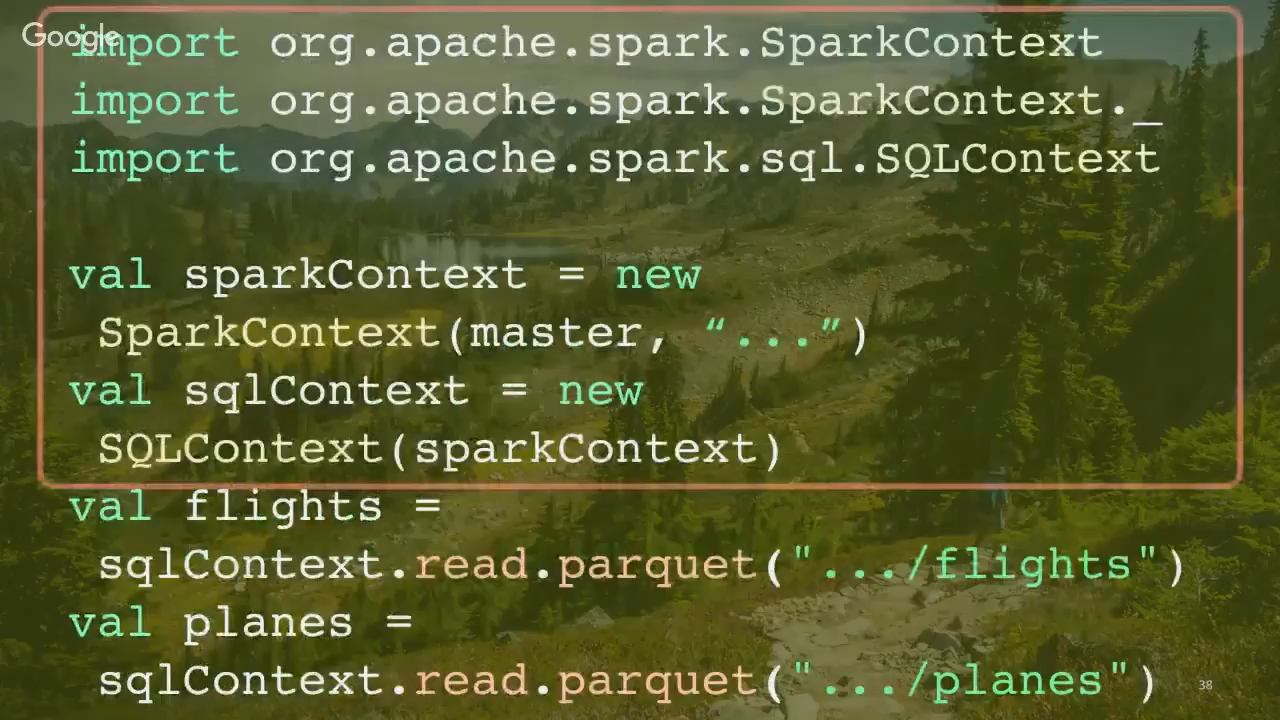 Google
import org.apache.spark.SparkContext
import org.apache.spark.SparkContext._
import org.apache.spark.sql.SQLContext
val sparkContext = new
SparkContext(master, “...”)
val sqlContext = new
SQLContext(sparkContext)
val flights =
sqlContext.read.parquet(".../flights")
val planes =
sqlContext.read.parquet(".../planes")
38